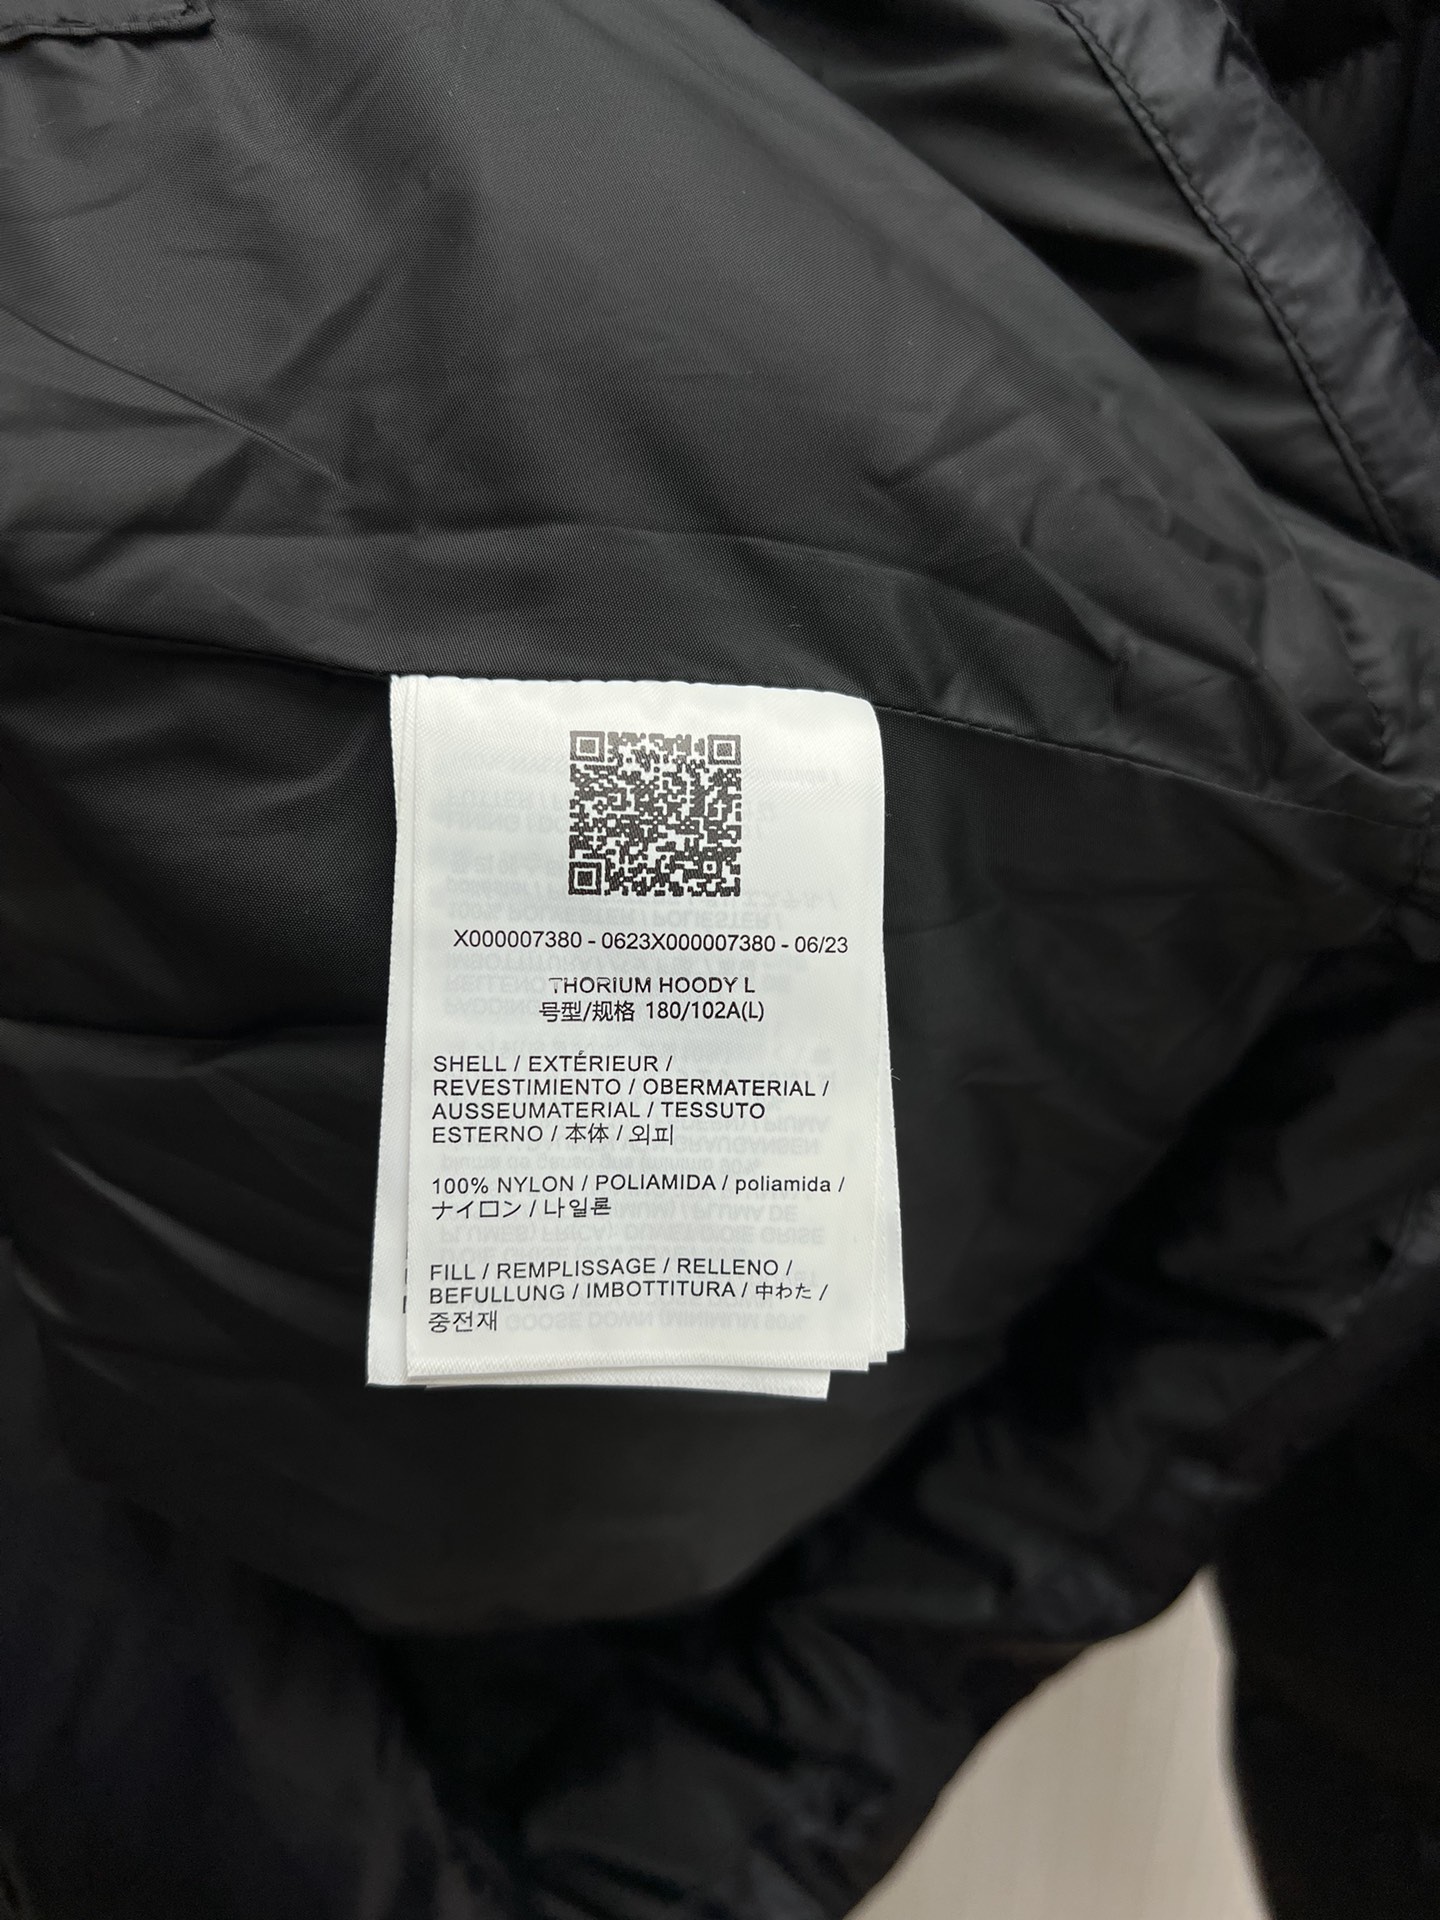 X000007380 - 0623X000007380 - 06/23
THORIUM HOODY L
号型/规格 180/102A(L)
SHELL / EXTÉRIEUR /
REVESTIMIENTO / OBERMATERIAL /
AUSSEUMATERIAL / TESSUTO
ESTERNO / 本体 / 외피
100% NYLON / POLIAMIDA / poliamida /
ナイロン / 나일론
FILL / REMPLISSAGE / RELLENO /
BEFULLUNG / IMBOTTITURA / 中わた /
중전재